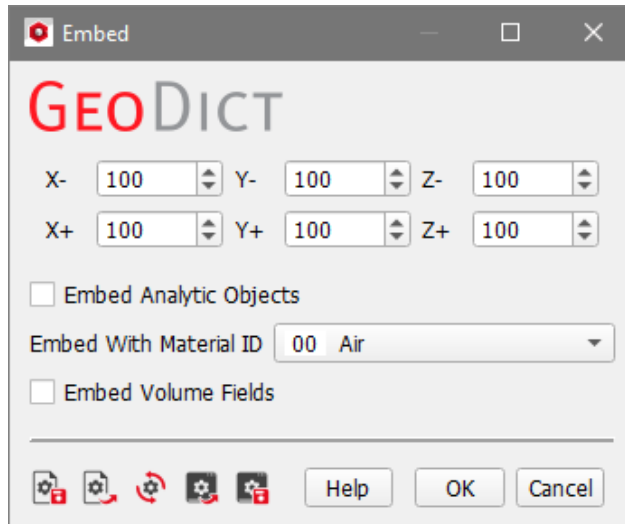 Embed
GEODICT
X- 100 Y- 100 Z- 100
X+ 100 Y+ 100 Z+ 100
Embed Analytic Objects
Embed With Material ID 00 Air
Embed Volume Fields
Help OK Cancel